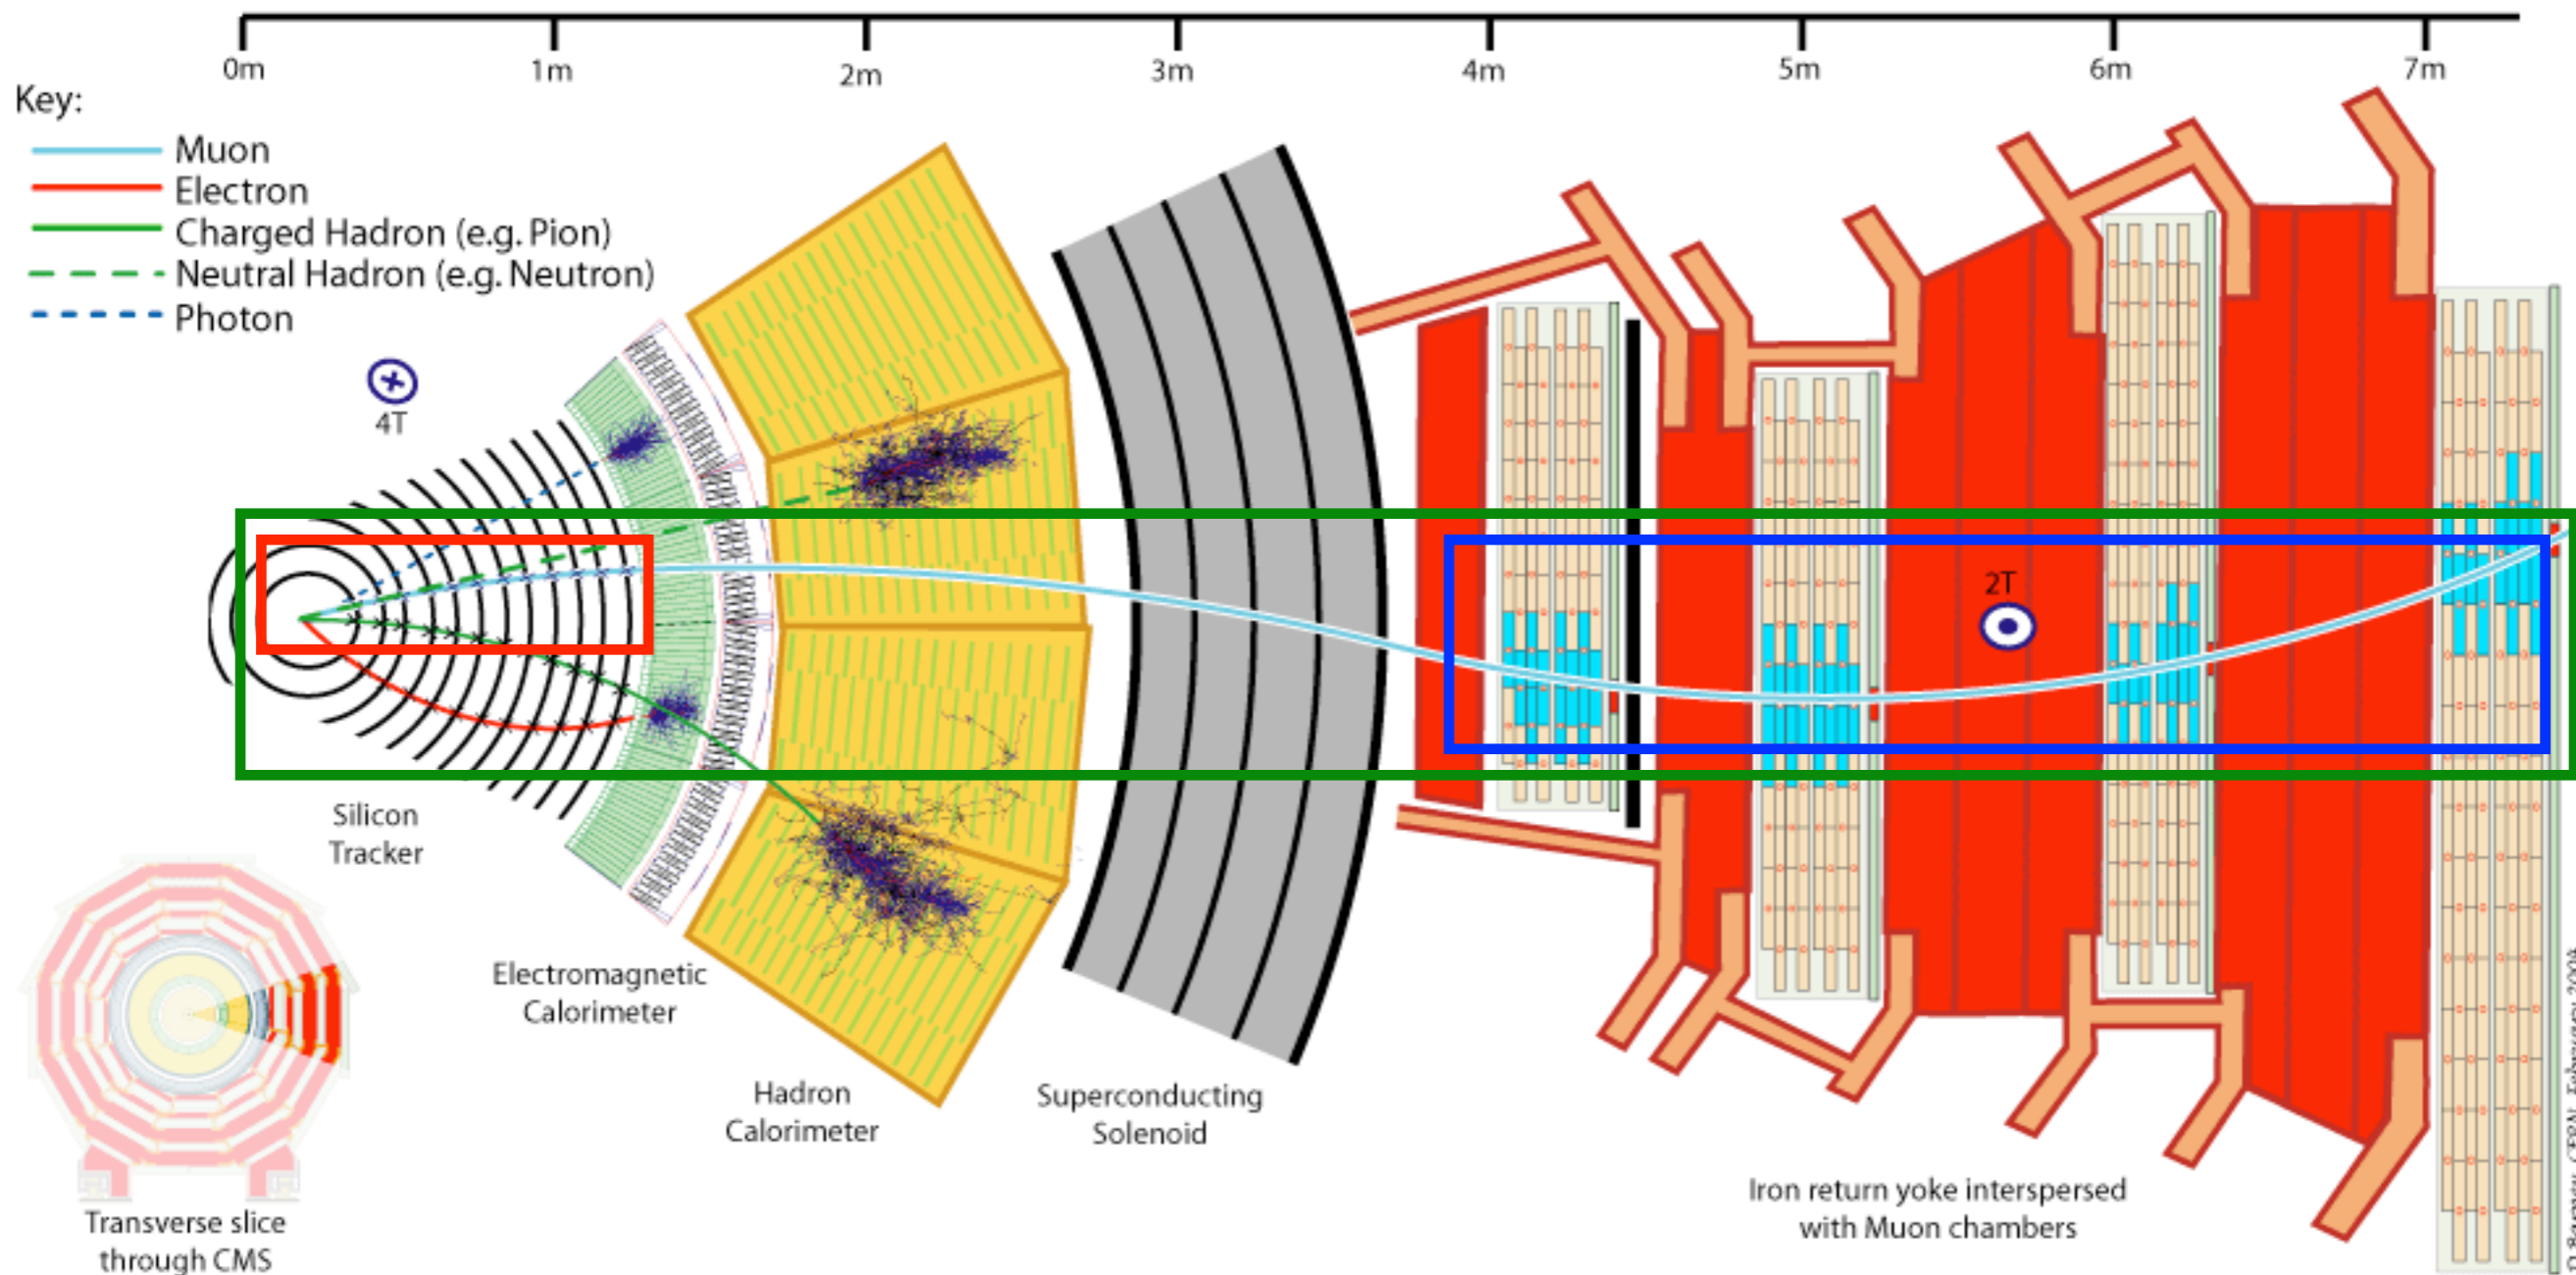 0m 1m 2m 3m 4m 5m 6m 7m
Key:
Muon
Electron
Charged Hadron (e.g. Pion)
Neutral Hadron (e.g. Neutron)
Photon
4T
2T
Silicon
Tracker
Electromagnetic
Calorimeter
Hadron
Calorimeter
Superconducting
Solenoid
Iron return yoke interspersed
with Muon chambers
Transverse slice
through CMS